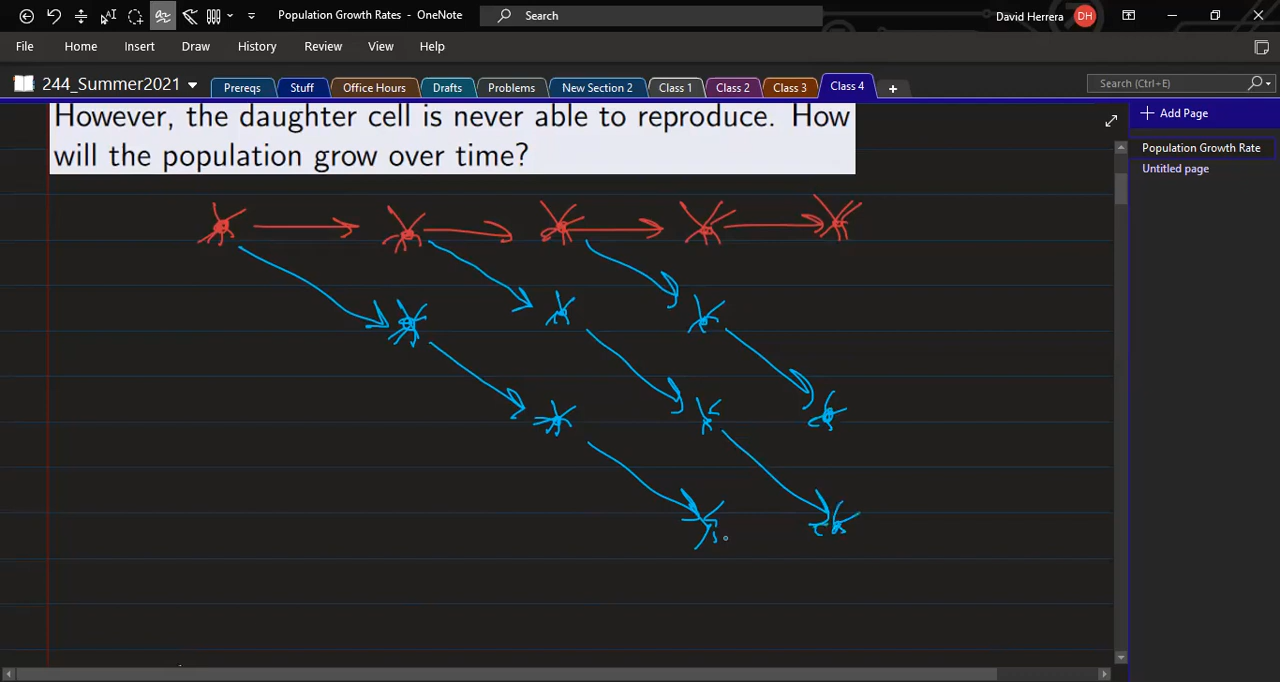 Population Growth Rates - OneNote
Search
David Herrera
DH
File
Home
Insert
Draw
History
Review
View
Help
244_Summer2021
Prereqs
Stuff
Office Hours
Drafts
Problems
New Section 2
Class 1
Class 2
Class 3
Class 4
Search (Ctrl+E)
However, the daughter cell is never able to reproduce. How
will the population grow over time?
Add Page
Population Growth Rate
Untitled page